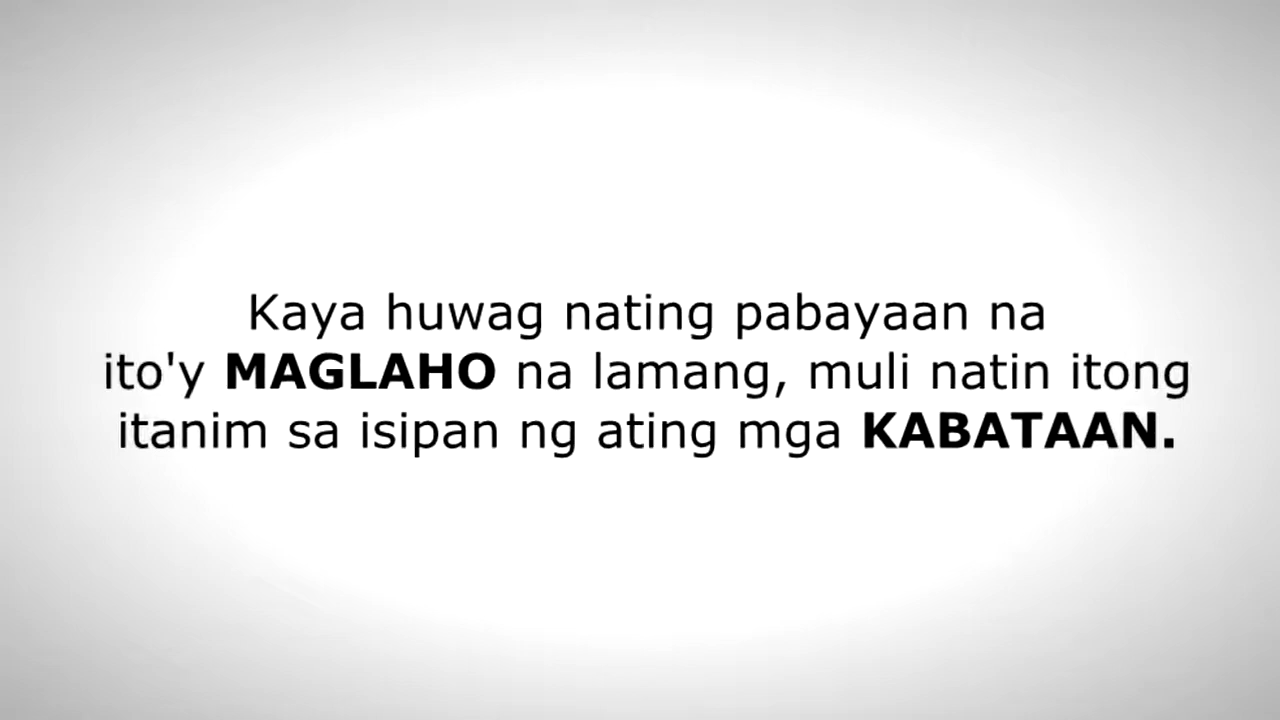 Kaya huwag nating pabayaan na
ito'y MAGLAHO na lamang, muli natin itong
itanim sa isipan ng ating mga KABATAAN.